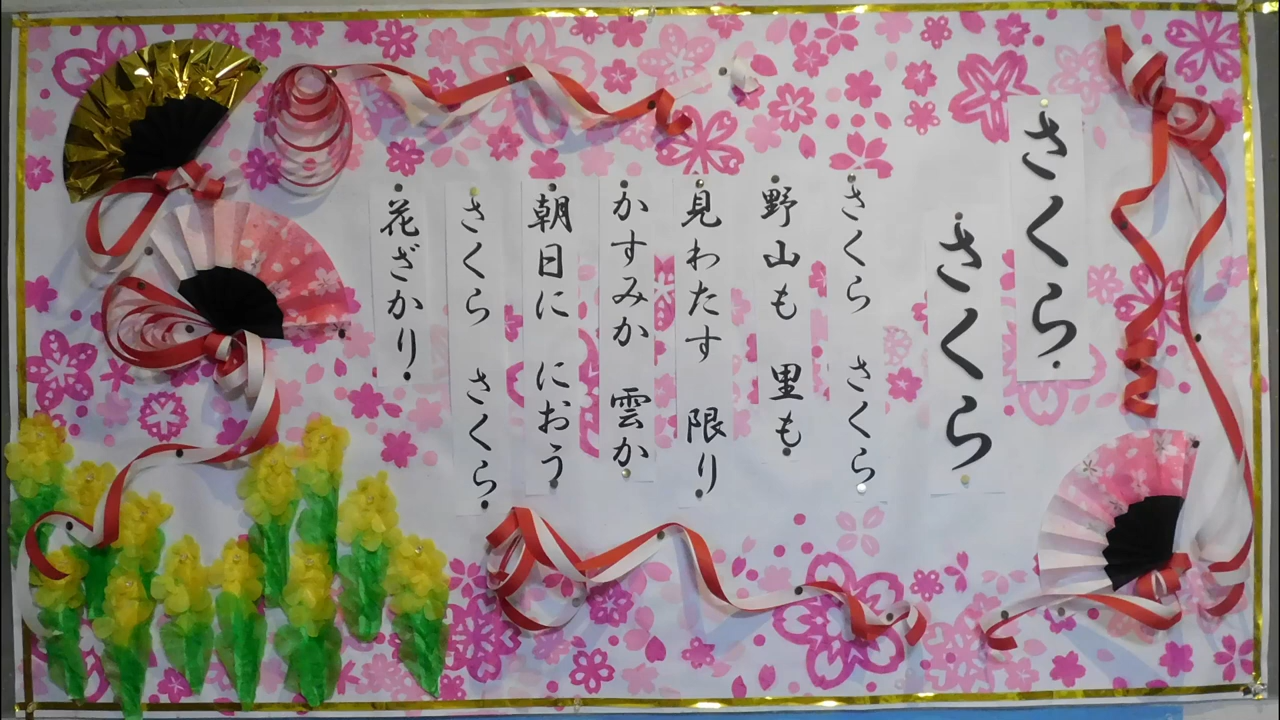 さくら
さくら
さくら　さくら
野山も　里も
見わたす　限り
かすみか　雲か
朝日に　におう
さくら　さくら
花ざかり